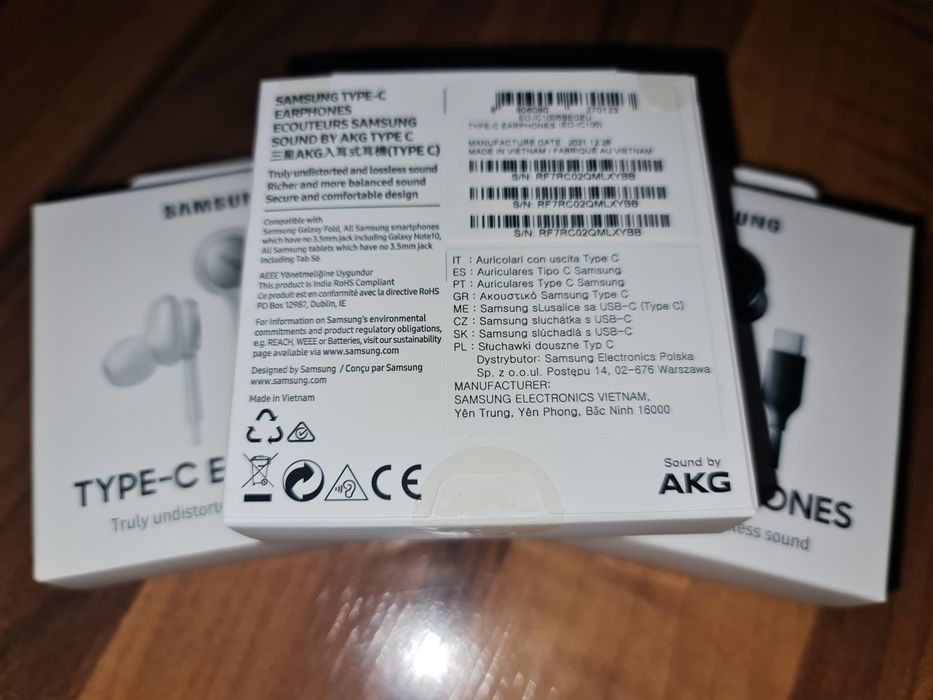 SAMSUNG TYPE-C
EARPHONES
ECOUTEURS SAMSUNG
SOUND BY AKG TYPE C
三星AKG入耳式耳機(TYPE C)
Truly undistorted and lossless sound
Richer and more balanced sound
Secure and comfortable design
Compatible with
Samsung Galaxy Fold, All Samsung smartphones
which have no 3.5mm jack including Galaxy Note10,
All Samsung tablets which have no 3.5mm jack
including Tab S6
AEEE Yönetmeliğine Uygundur
This product is India RoHS Compliant
Ce produit est en conformité avec la directive RoHS
PO Box 12987, Dublin, IE
For Information on Samsung's environmental
commitments and product regulatory obligations,
e.g. REACH, WEEE or Batteries, visit our sustainability
page available via www.samsung.com
Designed by Samsung / Conçu par Samsung
www.samsung.com
Made in Vietnam
CE
EO-IC100BBEGEU
TYPE-C EARPHONES (EO-IC100)
MANUFACTURE DATE 2021.12.28
MADE IN VIETNAM / FABRIQUÉ AU VIETNAM
S/N: RF7RC02QMLXYBB
S/N: RF7RC02QMLXYBB
S/N: RF7RC02QMLXYBB
IT : Auricolari con uscita Type C
ES : Auriculares Tipo C Samsung
PT : Auriculares Type C Samsung
GR : Ακουστικό Samsung Type C
ME : Samsung sLusalice sa USB-C (Type C)
CZ : Samsung sluchátka s USB-C
SK : Samsung slúchadlá s USB-C
PL : Słuchawki douszne Typ C
Dystrybutor: Samsung Electronics Polska
Sp. z o.o.ul. Postępu 14, 02-676 Warszawa
MANUFACTURER:
SAMSUNG ELECTRONICS VIETNAM,
Yên Trung, Yên Phong, Bắc Ninh 16000
Sound by
AKG
SAMSUN
TYPE-C E
Truly undistorte
UNG
ONES
less sound